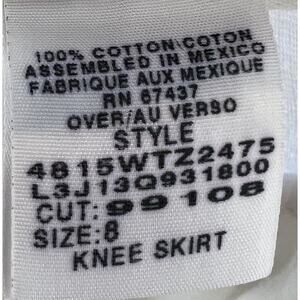 100% COTTON\COTON
ASSEMBLED IN MEXICO
FABRIQUE AUX MEXIQUE
RN 67437
OVER/AU VERSO
STYLE
4815WTZ2475
L3J13Q931800
CUT: 99108
SIZE:8
KNEE SKIRT